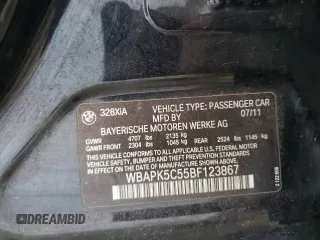 328XiA
VEHICLE TYPE: PASSENGER CAR
MFD BY
07/11
BAYERISCHE MOTOREN WERKE AG
GVWR 4707 lbs 2135 kg
GAWR FRONT 2304 lbs 1045 kg REAR 2524 lbs 1145 kg
THIS VEHICLE CONFORMS TO ALL APPLICABLE FEDERAL
MOTOR VEHICLE SAFETY, BUMPER, AND THEFT PREVENTION
STANDARDS IN EFFECT ON THE DATE OF MANUFACTURE
SHOWN ABOVE.
WBAPK5C55BF123867
DREAMBID